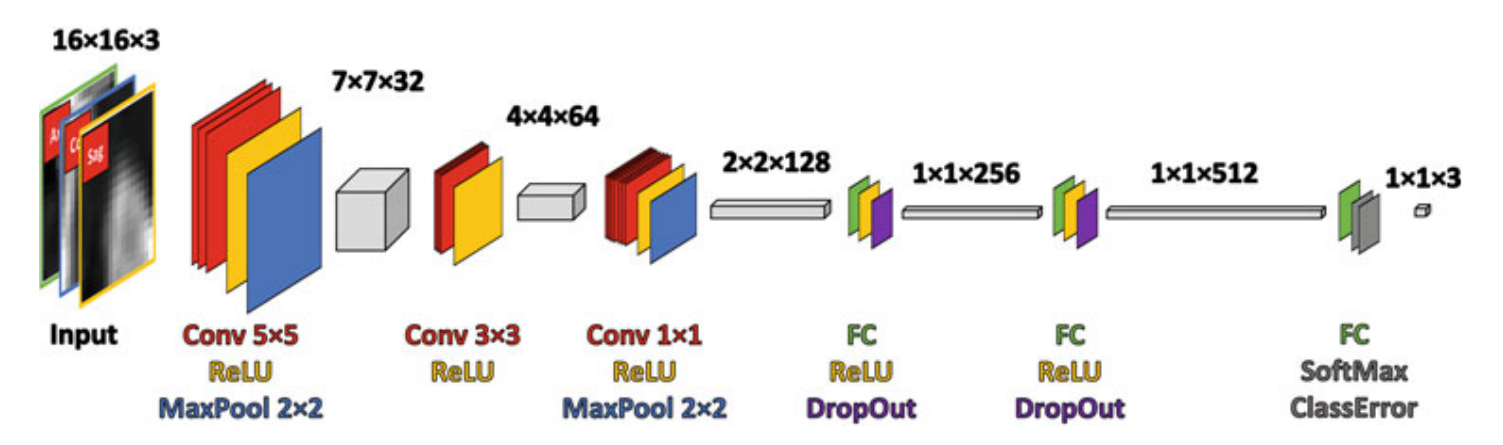 16×16×3
7×7×32
4×4×64
2×2×128
1×1×256
1×1×512
1×1×3
Sag
Input
Conv 5×5
ReLU
MaxPool 2×2
Conv 3×3
ReLU
Conv 1×1
ReLU
MaxPool 2×2
FC
ReLU
DropOut
FC
ReLU
DropOut
FC
SoftMax
ClassError